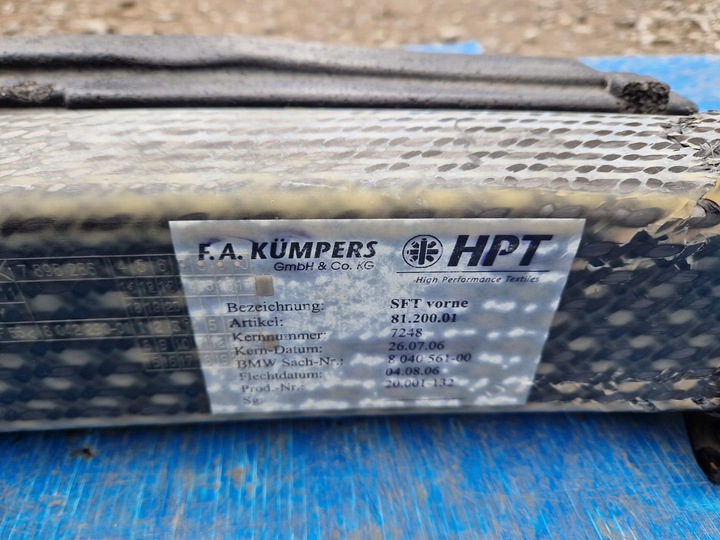 F.A. KÜMPERS
GmbH & Co. KG
HPT
High Performance Textiles
Bezeichnung: SFT vorne
Artikel: 81.200.01
Kernnummer: 7248
Kern-Datum: 26.07.06
BMW Sach-Nr.: 8 040 561-00
Flechtdatum: 04.08.06
Prod.-Nr.: 20.001-132
Sg.